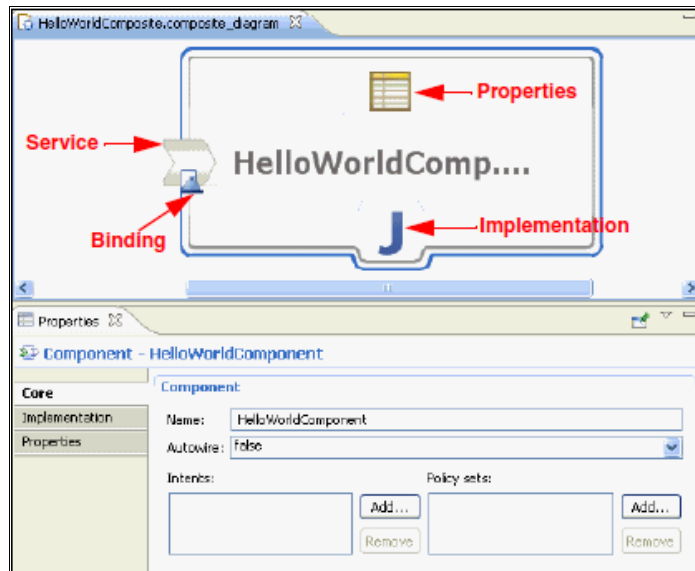 HelloWorldComposite.composite_diagram
Properties
Service
HelloWorldComp....
Binding
Implementation
J
Properties
Component - HelloWorldComponent
Core
Implementation
Properties
Component
Name: HelloWorldComponent
Autowire: false
Intents: Policy sets:
Add... Add...
Remove Remove